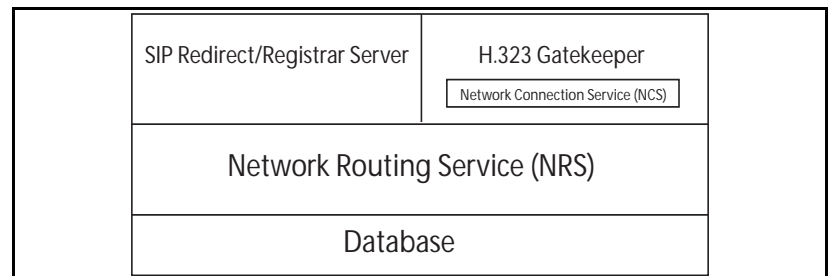 SIP Redirect/Registrar Server
H.323 Gatekeeper
Network Connection Service (NCS)
Network Routing Service (NRS)
Database